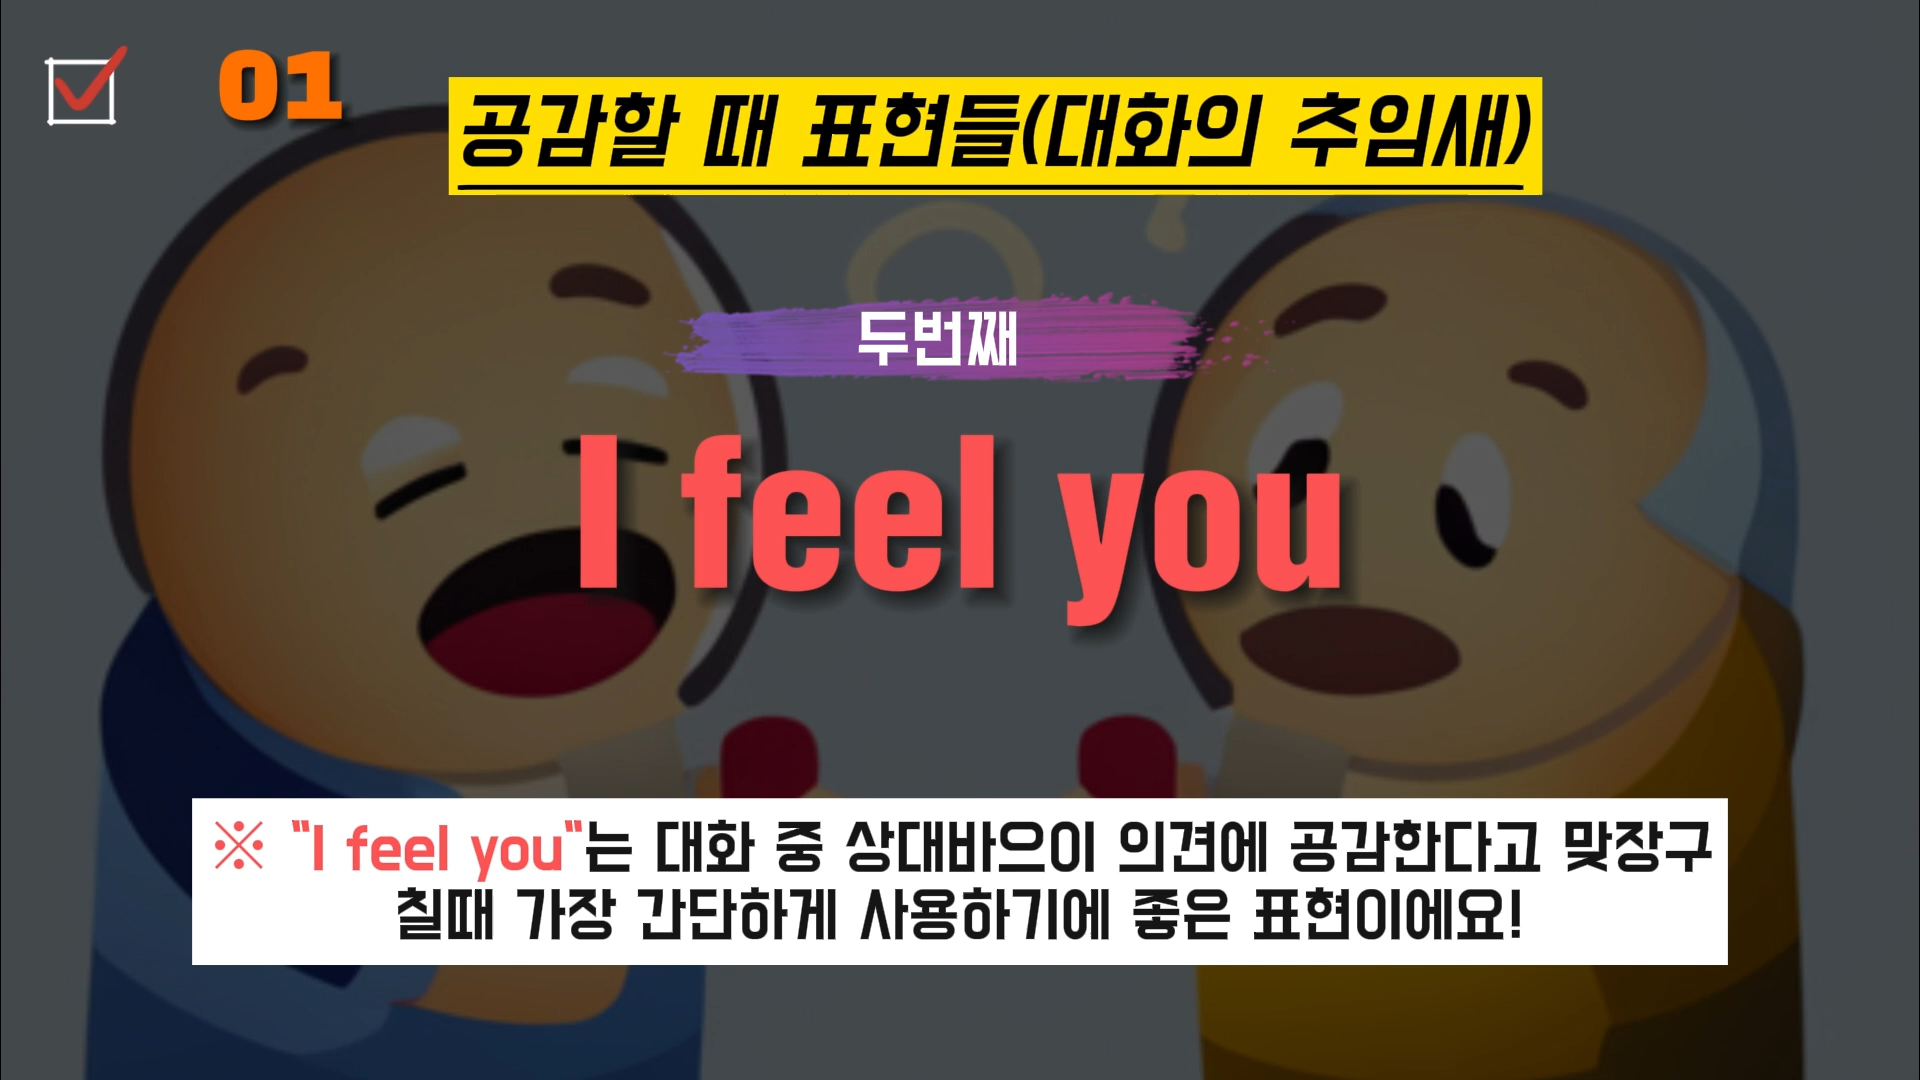 01
공감할 때 표현들(대화의 추임새)
두번째
I feel you
※ "I feel you"는 대화 중 상대바으이 의견에 공감한다고 맞장구
칠때 가장 간단하게 사용하기에 좋은 표현이에요!